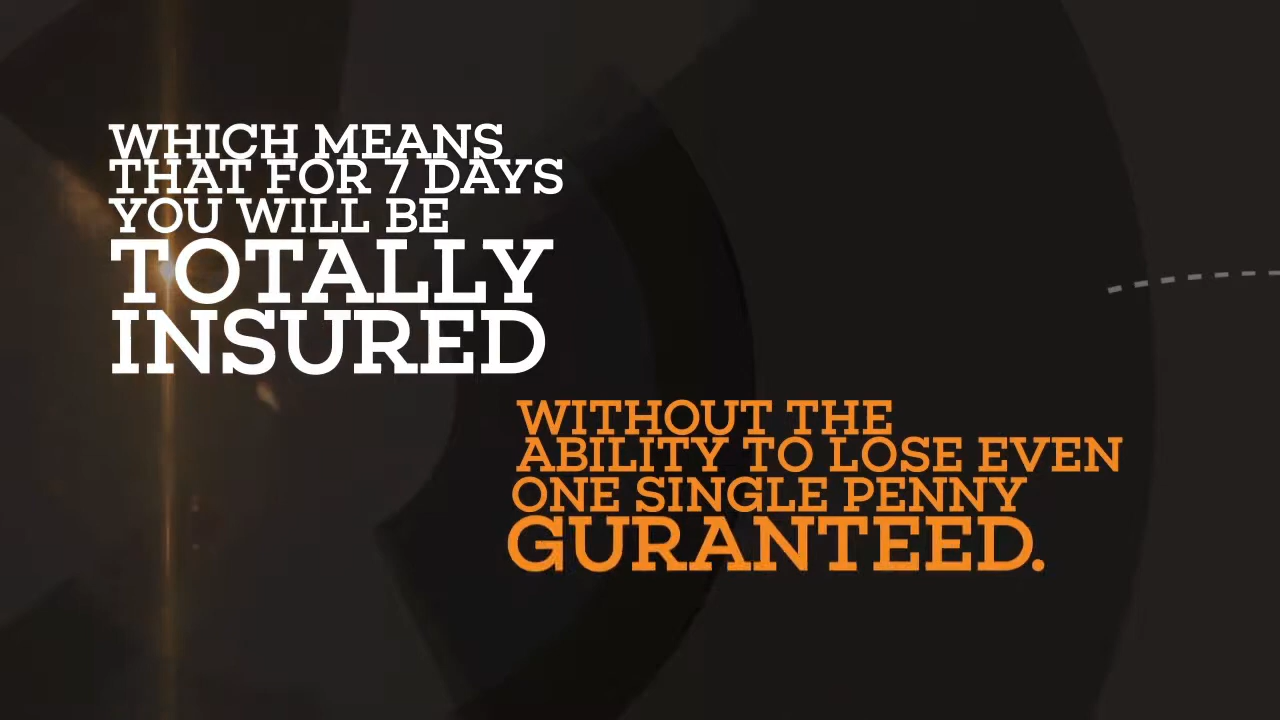 WHICH MEANS
THAT FOR 7 DAYS
YOU WILL BE
TOTALLY
INSURED
WITHOUT THE
ABILITY TO LOSE EVEN
ONE SINGLE PENNY
GURANTEED.